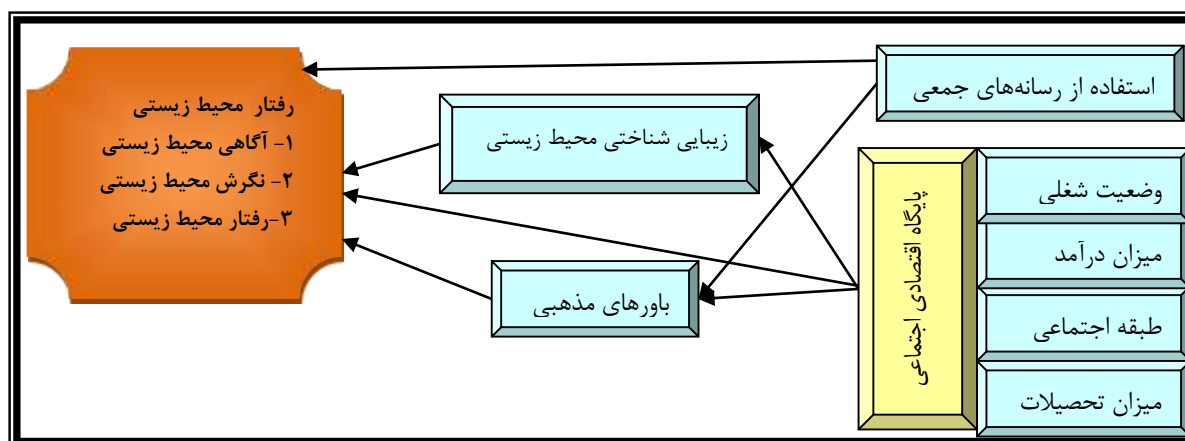 استفاده از رسانه‌های جمعی
وضعیت شغلی
میزان درآمد
طبقه اجتماعی
میزان تحصیلات
پایگاه اقتصادی اجتماعی
زیبایی شناختی محیط زیستی
باورهای مذهبی
رفتار محیط زیستی
۱- آگاهی محیط زیستی
۲- نگرش محیط زیستی
۳-رفتار محیط زیستی